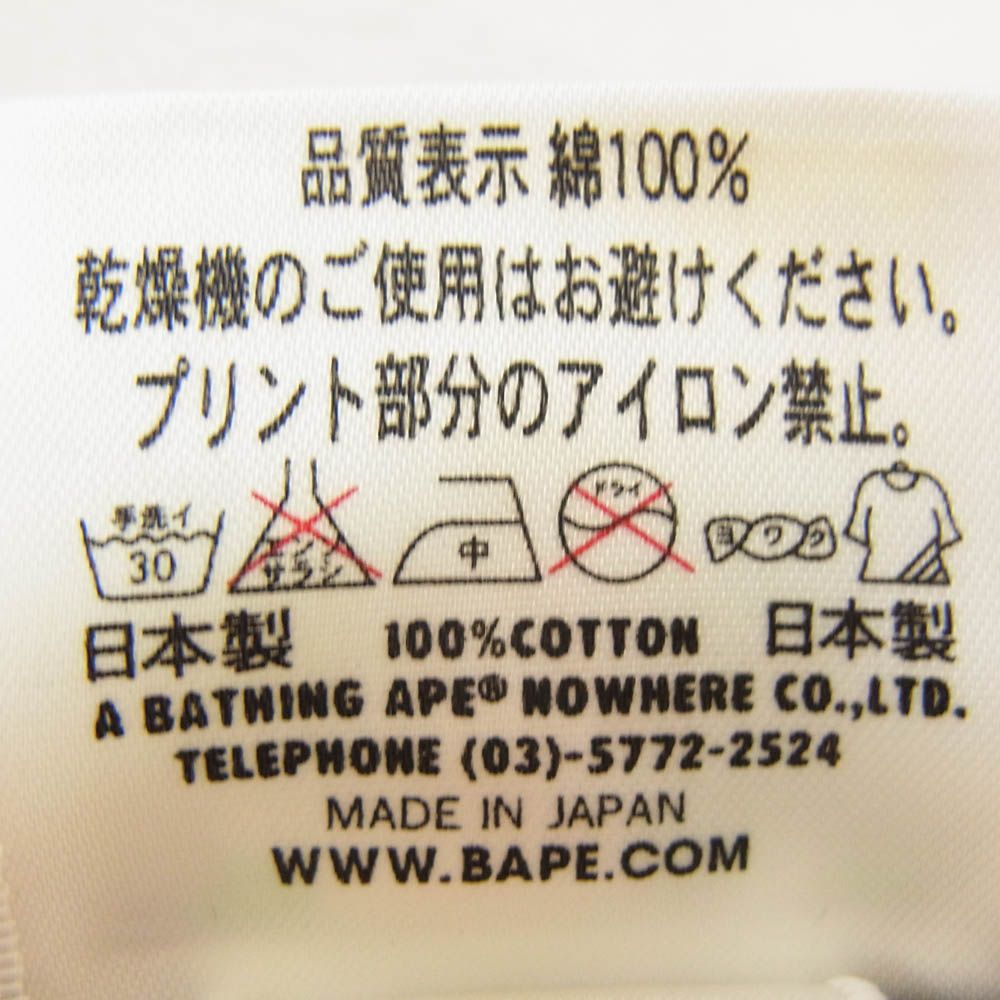 品質表示 綿100%
乾燥機のご使用はお避けください。
プリント部分のアイロン禁止。
手洗イ
30
エンソ
サラシ
中
ドライ
ヨワク
日本製 100%COTTON 日本製
A BATHING APE® NOWHERE CO.,LTD.
TELEPHONE (03)-5772-2524
MADE IN JAPAN
WWW.BAPE.COM